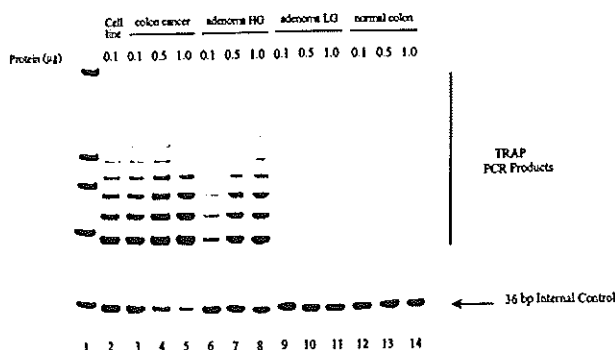 Cell line colon cancer adenoma HG adenoma LG normal colon
Protein (µg) 0.1 0.1 0.5 1.0 0.1 0.5 1.0 0.1 0.5 1.0 0.1 0.5 1.0
TRAP
PCR Products
36 bp Internal Control
1 2 3 4 5 6 7 8 9 10 11 12 13 14